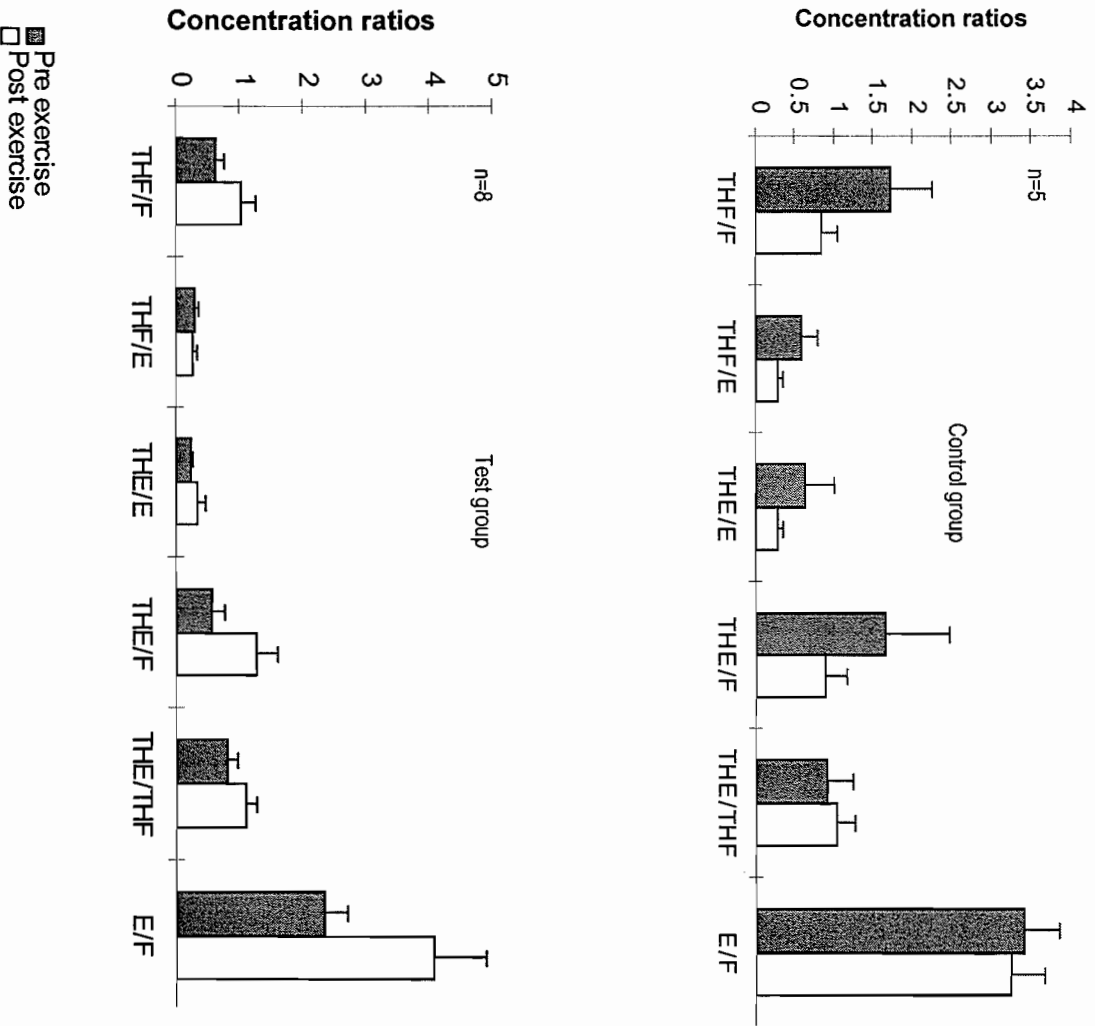 Concentration ratios
4
3.5
3
2.5
2
1.5
1
0.5
0
n=5
Control group
THF/F
THF/E
THE/E
THE/F
THE/THF
E/F
Concentration ratios
5
4
3
2
1
0
n=8
Test group
THF/F
THF/E
THE/E
THE/F
THE/THF
E/F
Pre exercise
Post exercise